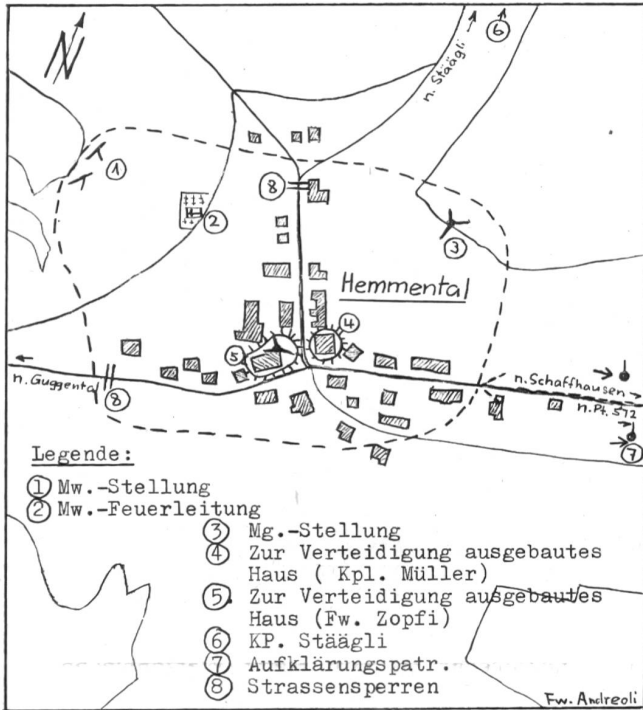 N
n. Stäägli
6
1
8
2
3
Hemmental
4
5
n. Guggental
8
n. Schaffhausen
n. Pt. 572
7
Legende:
1 Mw.-Stellung
2 Mw.-Feuerleitung
3 Mg.-Stellung
4 Zur Verteidigung ausgebautes
Haus ( Kpl. Müller)
5. Zur Verteidigung ausgebautes
Haus (Fw. Zopfi)
6 KP. Stäägli
7 Aufklärungspatr.
8 Strassensperren
Fw. Andreoli